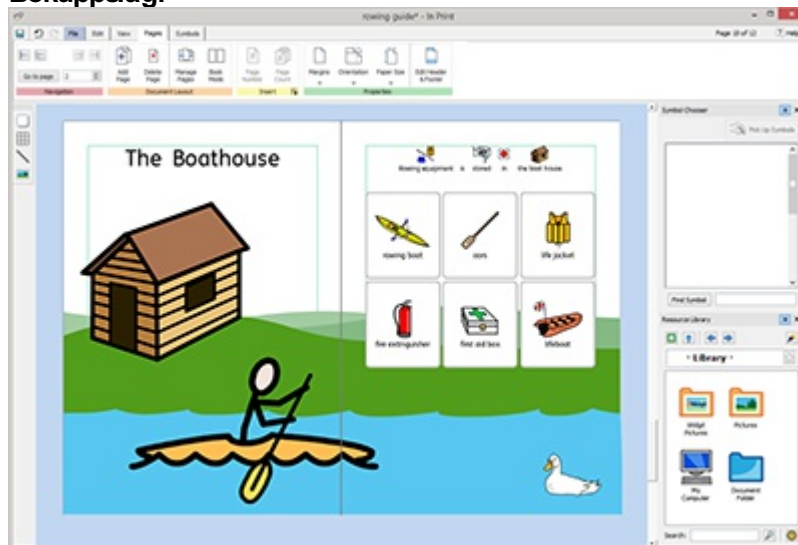 rowing guide* - In Print
File Edit View Pages Symbols
Page 10 of 12 Help
Go to page 2
Add Page
Delete Page
Manage Pages
Book Mode
Page Number
Page Count
Margins
Orientation
Paper Size
Edit Header & Footer
Navigation Document Layout Insert Properties
Symbol Chooser
Pick Up Symbols
The Boathouse
Rowing equipment is stored in the boat house
rowing boat oars life jacket
fire extinguisher first aid box lifeboat
Find Symbol
Resource Library
Library
Widgit Pictures
Pictures
My Computer
Document Folder
Search: